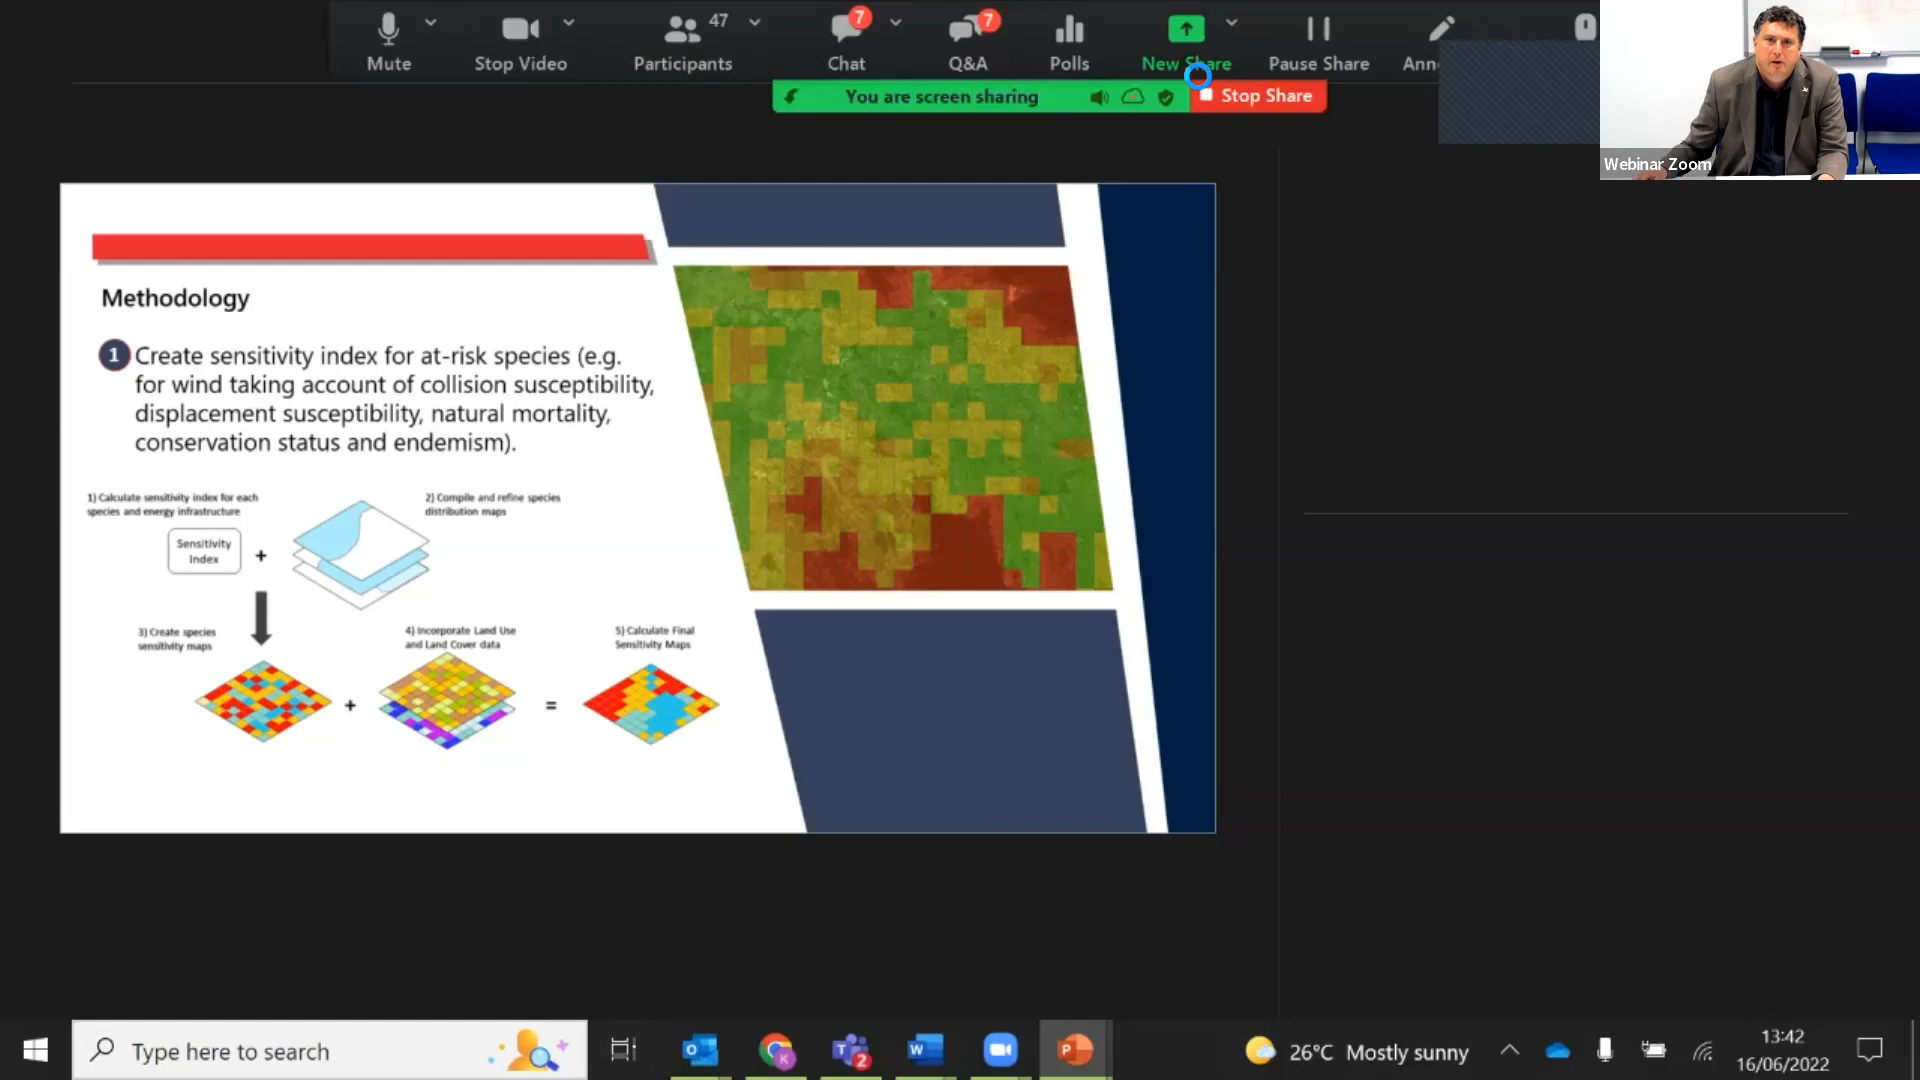 Mute
Stop Video
47
Participants
7
Chat
7
Q&A
Polls
New Share
Pause Share
Ann
You are screen sharing
Stop Share
Webinar Zoom
Methodology
1 Create sensitivity index for at-risk species (e.g.
for wind taking account of collision susceptibility,
displacement susceptibility, natural mortality,
conservation status and endemism).
1) Calculate sensitivity index for each
species and energy infrastructure
2) Compile and refine species
distribution maps
Sensitivity
Index
+
3) Create species
sensitivity maps
4) Incorporate Land Use
and Land Cover data
5) Calculate Final
Sensitivity Maps
+
=
Type here to search
O
K
T
2
W
P
26°C Mostly sunny
13:42
16/06/2022